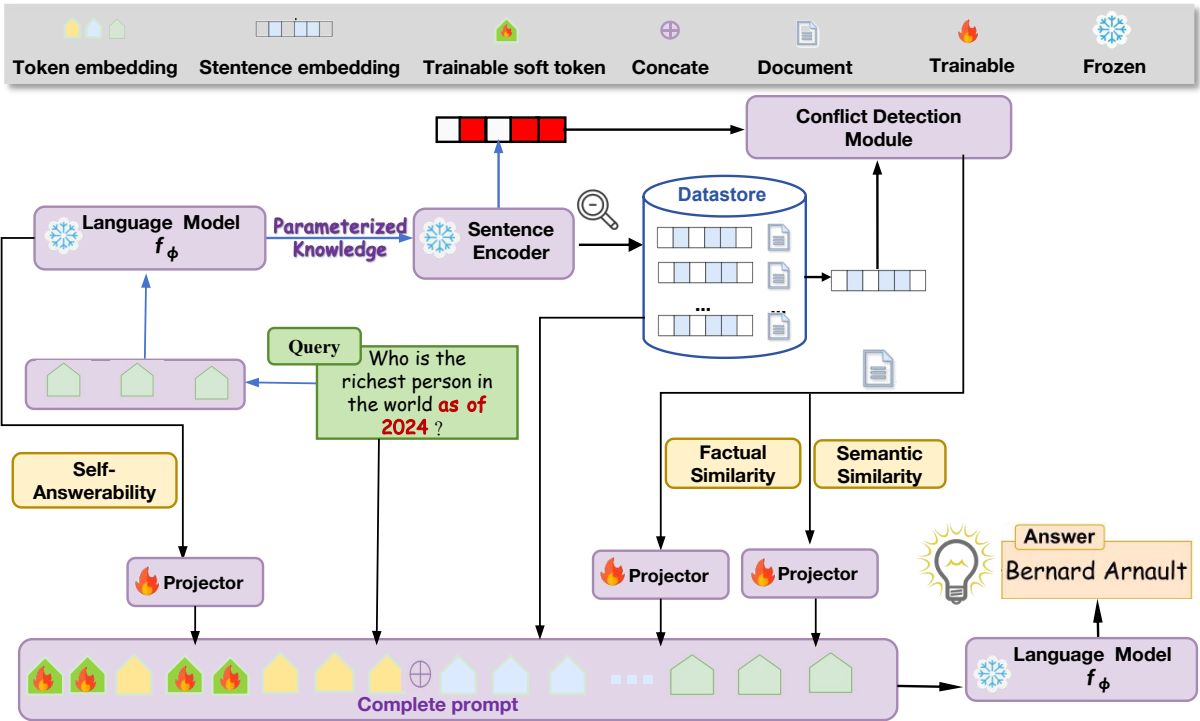 Token embedding
Stentence embedding
Trainable soft token
Concate
Document
Trainable
Frozen
Conflict Detection
Module
Datastore
Language Model
f ϕ
Parameterized
Knowledge
Sentence
Encoder
...
...
Query
Who is the
richest person in
the world as of
2024 ?
Self-
Answerability
Factual
Similarity
Semantic
Similarity
Projector
Projector
Projector
Answer
Bernard Arnault
Language Model
f ϕ
Complete prompt